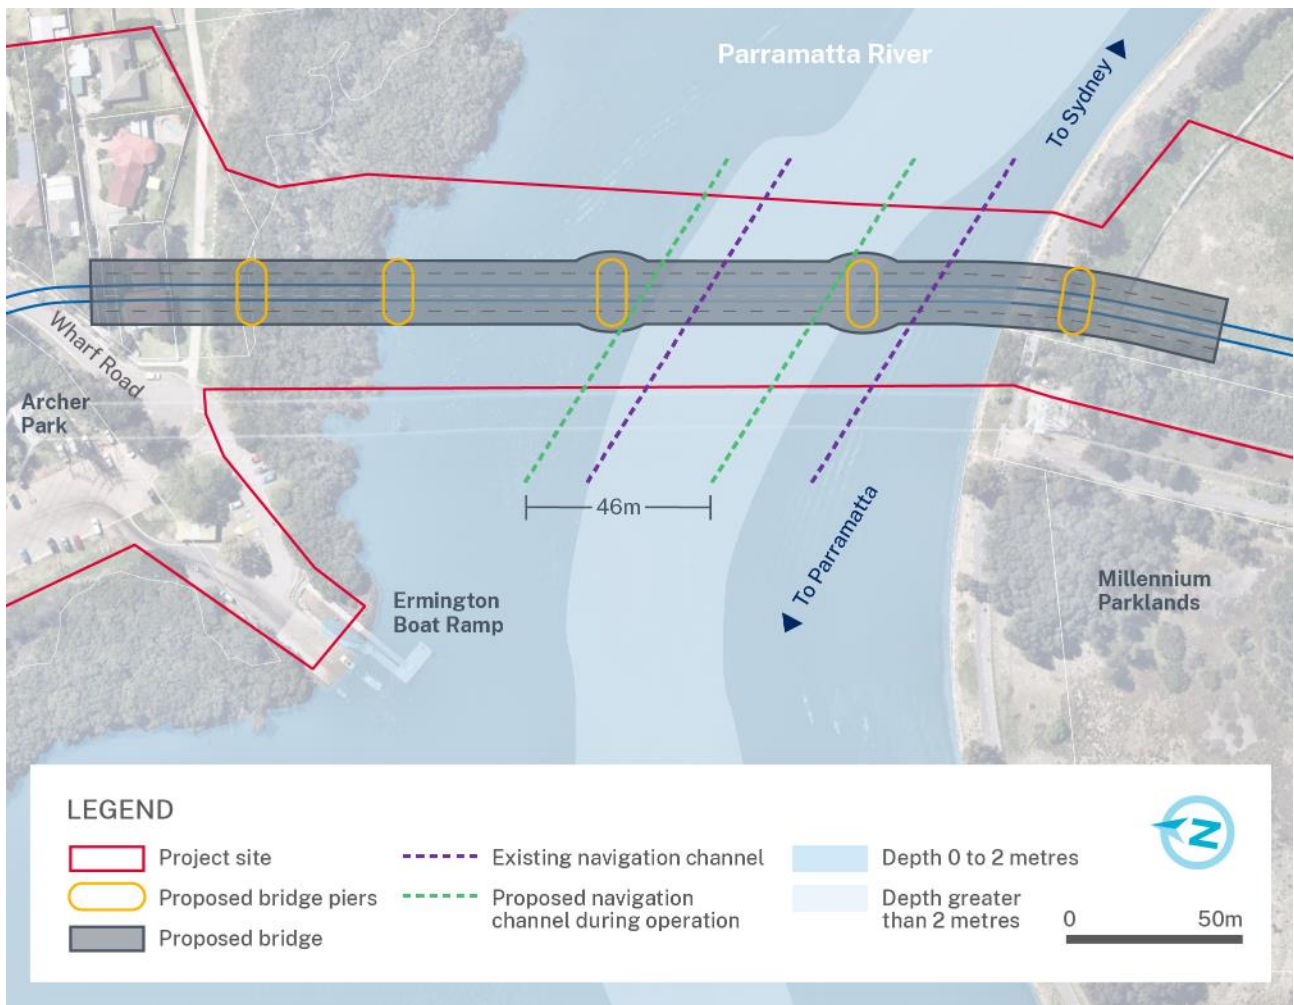 Parramatta River
To Sydney
Wharf Road
Archer
Park
46m
To Parramatta
Ermington
Boat Ramp
Millennium
Parklands
LEGEND
Project site
Proposed bridge piers
Proposed bridge
Existing navigation channel
Proposed navigation
channel during operation
Depth 0 to 2 metres
Depth greater
than 2 metres
N
0 50m